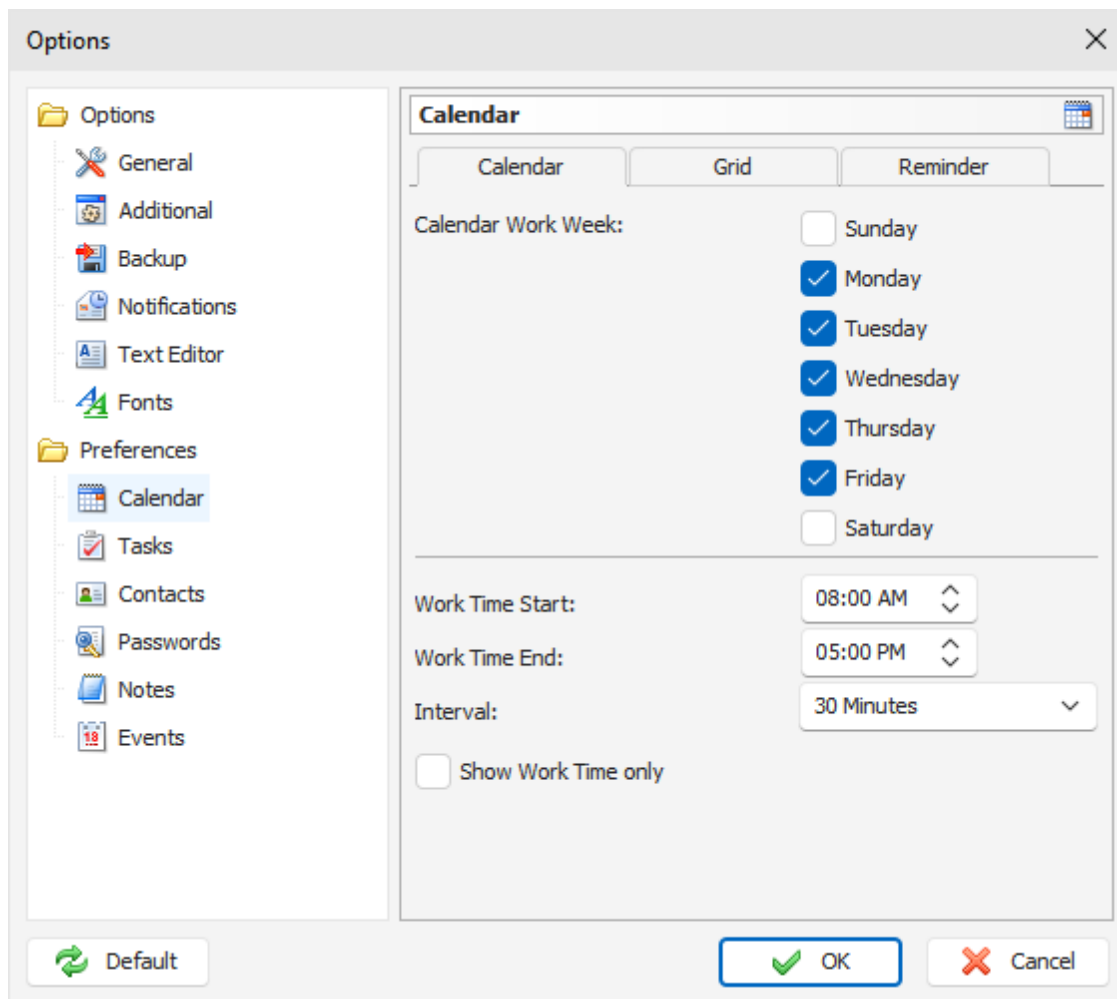 Options
Options
General
Additional
Backup
Notifications
Text Editor
Fonts
Preferences
Calendar
Tasks
Contacts
Passwords
Notes
Events
Calendar
Calendar Grid Reminder
Calendar Work Week:
Sunday
Monday
Tuesday
Wednesday
Thursday
Friday
Saturday
Work Time Start: 08:00 AM
Work Time End: 05:00 PM
Interval: 30 Minutes
Show Work Time only
Default OK Cancel